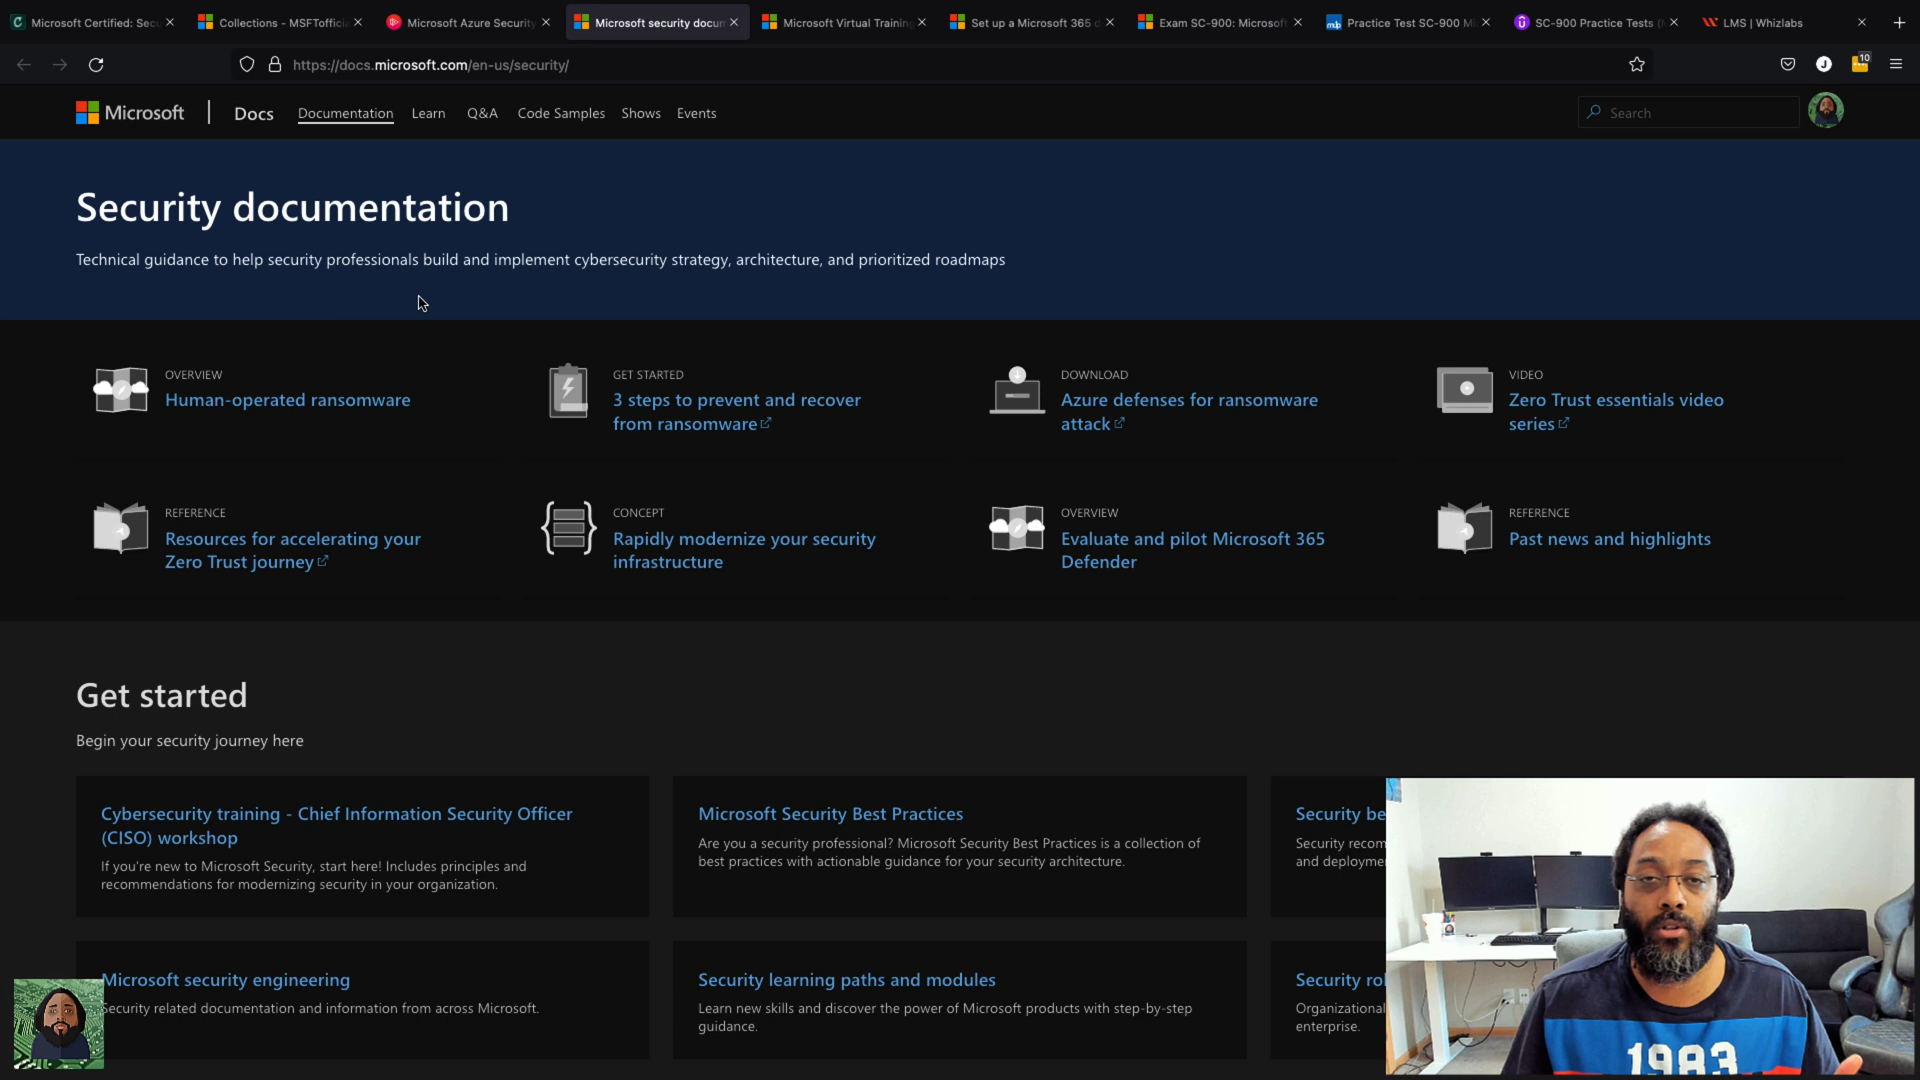 Microsoft Certified: Sec
Collections - MSFTofficia
Microsoft Azure Security
Microsoft security docum
Microsoft Virtual Training
Set up a Microsoft 365 d
Exam SC-900: Microsoft
Practice Test SC-900 Mi
SC-900 Practice Tests (
LMS | Whizlabs
https://docs.microsoft.com/en-us/security/
J
10
Microsoft
Docs
Documentation
Learn
Q&A
Code Samples
Shows
Events
Search
Security documentation
Technical guidance to help security professionals build and implement cybersecurity strategy, architecture, and prioritized roadmaps
OVERVIEW
Human-operated ransomware
GET STARTED
3 steps to prevent and recover
from ransomware
DOWNLOAD
Azure defenses for ransomware
attack
VIDEO
Zero Trust essentials video
series
REFERENCE
Resources for accelerating your
Zero Trust journey
CONCEPT
Rapidly modernize your security
infrastructure
OVERVIEW
Evaluate and pilot Microsoft 365
Defender
REFERENCE
Past news and highlights
Get started
Begin your security journey here
Cybersecurity training - Chief Information Security Officer
(CISO) workshop
If you're new to Microsoft Security, start here! Includes principles and
recommendations for modernizing security in your organization.
Microsoft Security Best Practices
Are you a security professional? Microsoft Security Best Practices is a collection of
best practices with actionable guidance for your security architecture.
Security be
Security recom
and deployme
Microsoft security engineering
Security related documentation and information from across Microsoft.
Security learning paths and modules
Learn new skills and discover the power of Microsoft products with step-by-step
guidance.
Security rol
Organizational
enterprise.
1983